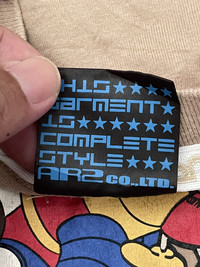 THIS★★★★
Garment★
IS★★★★★★
COMPLETE
STYLE★★★★
AR2 CO.,LTD.